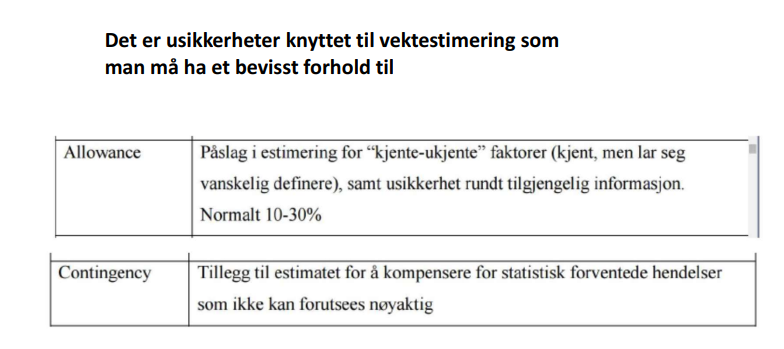 Det er usikkerheter knyttet til vektestimering som
man må ha et bevisst forhold til
Allowance
Påslag i estimering for “kjente-ukjente” faktorer (kjent, men lar seg
vanskelig definere), samt usikkerhet rundt tilgjengelig informasjon.
Normalt 10-30%
Contingency
Tillegg til estimatet for å kompensere for statistisk forventede hendelser
som ikke kan forutsees nøyaktig